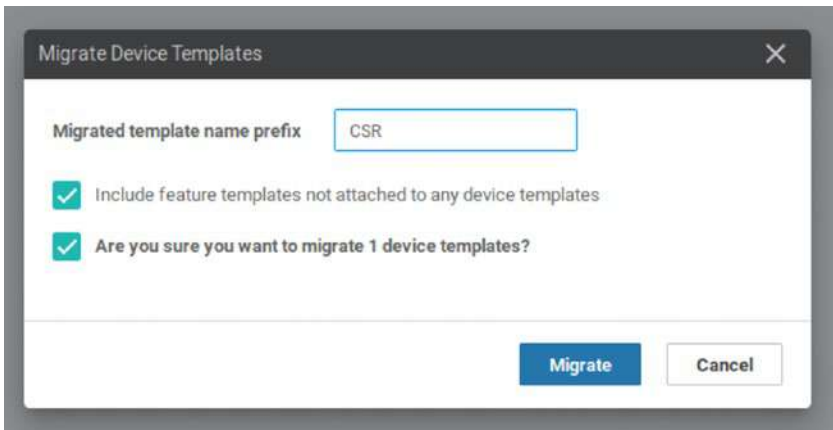 Migrate Device Templates
Migrated template name prefix CSR
Include feature templates not attached to any device templates
Are you sure you want to migrate 1 device templates?
Migrate Cancel